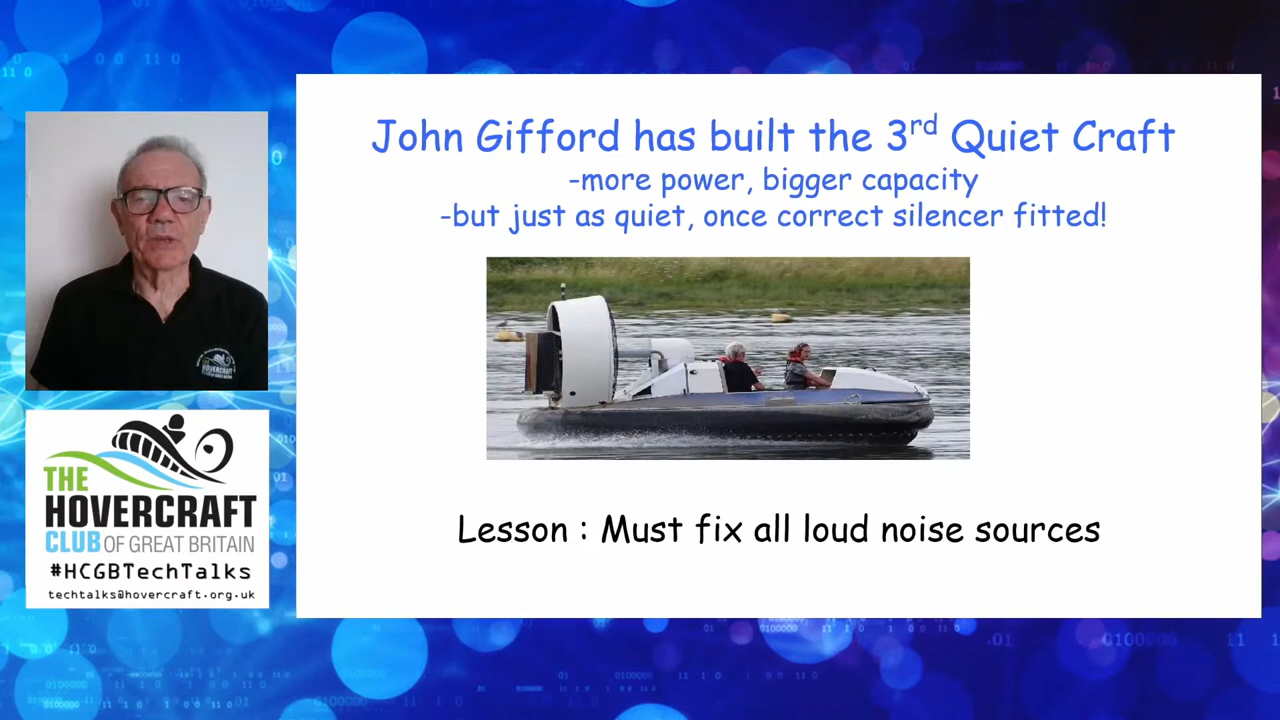 John Gifford has built the 3rd Quiet Craft
-more power, bigger capacity
-but just as quiet, once correct silencer fitted!
Lesson : Must fix all loud noise sources
THE
HOVERCRAFT
CLUB OF GREAT BRITAIN
#HCGBTechTalks
techtalks@hovercraft.org.uk